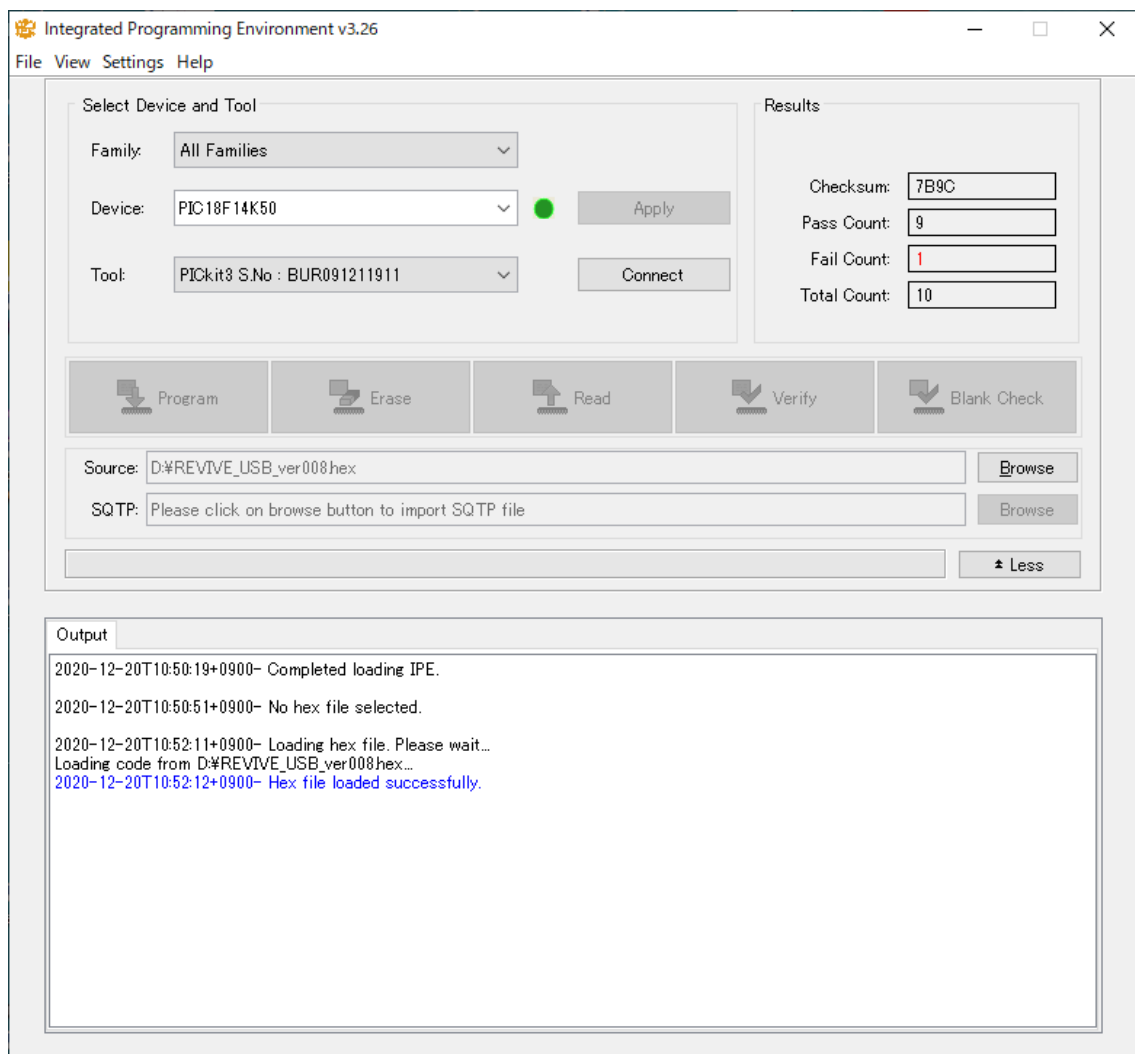 Integrated Programming Environment v3.26
File View Settings Help
Select Device and Tool
Family: All Families
Device: PIC18F14K50 Apply
Tool: PICkit3 S.No : BUR091211911 Connect
Results
Checksum: 7B9C
Pass Count: 9
Fail Count: 1
Total Count: 10
Program Erase Read Verify Blank Check
Source: D:¥REVIVE_USB_ver008.hex Browse
SQTP: Please click on browse button to import SQTP file Browse
Less
Output
2020-12-20T10:50:19+0900- Completed loading IPE.
2020-12-20T10:50:51+0900- No hex file selected.
2020-12-20T10:52:11+0900- Loading hex file. Please wait...
Loading code from D:¥REVIVE_USB_ver008.hex...
2020-12-20T10:52:12+0900- Hex file loaded successfully.